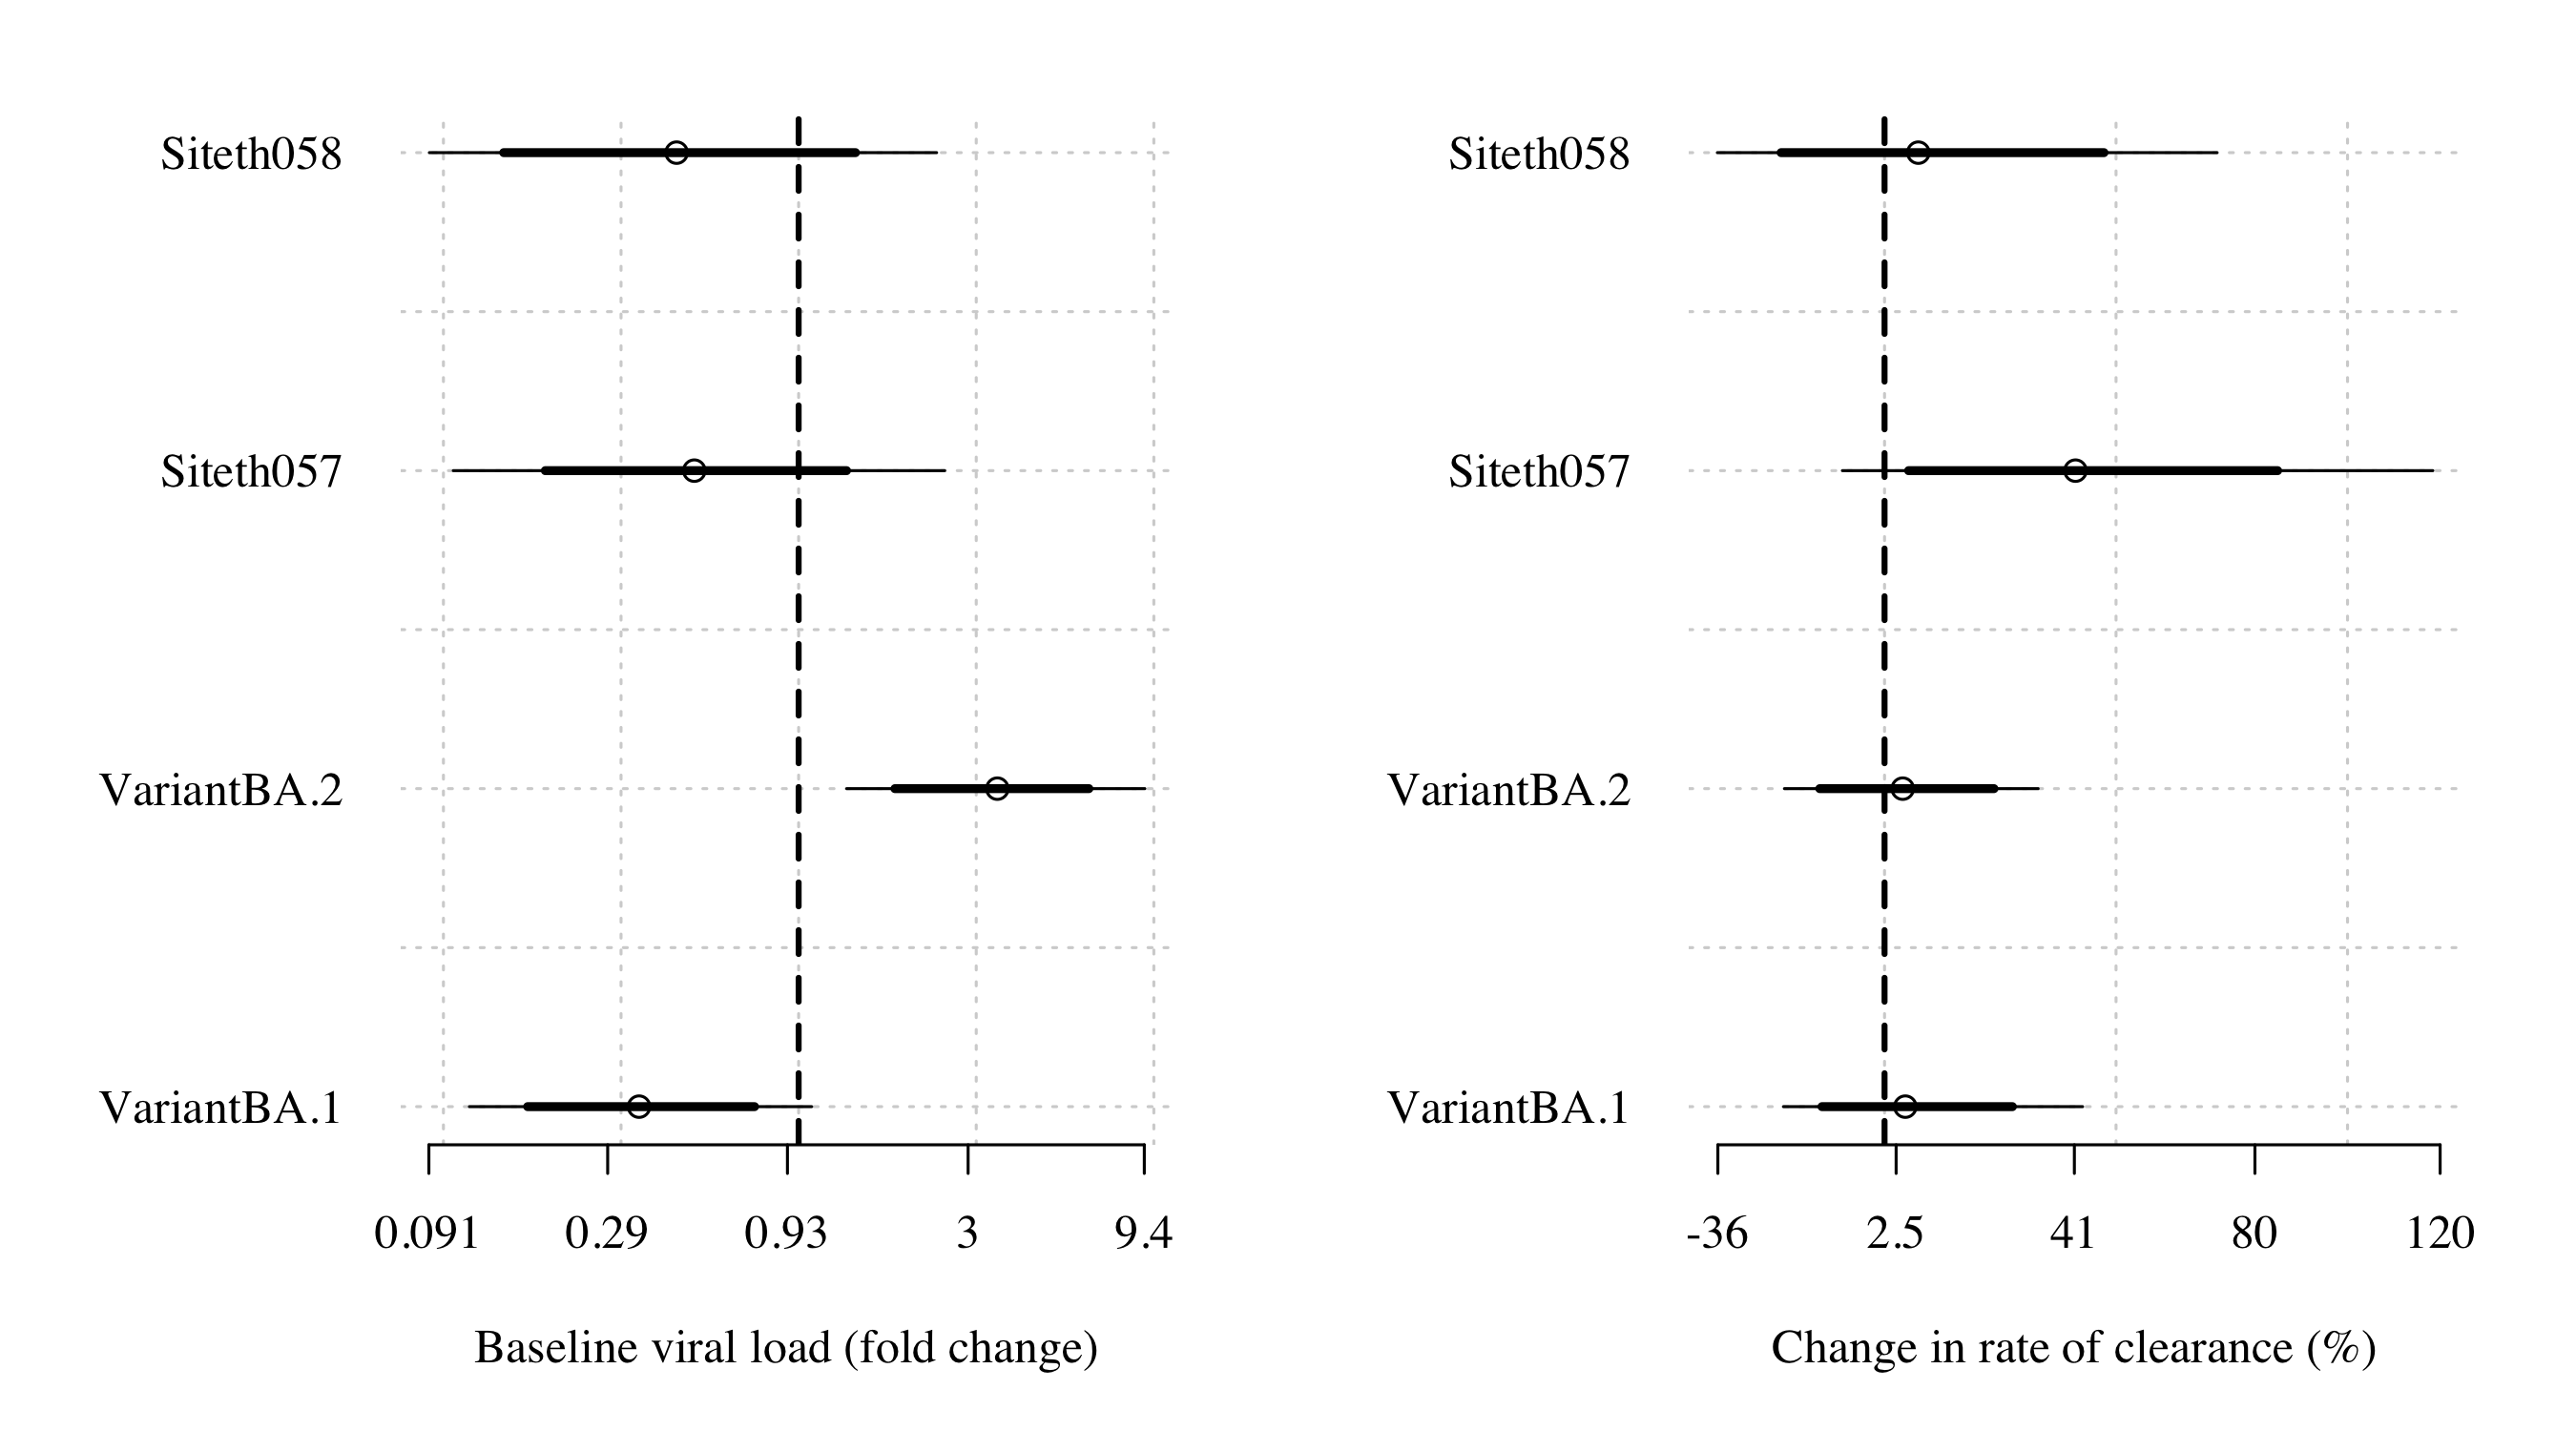 Siteth058
Siteth057
VariantBA.2
VariantBA.1
0.091 0.29 0.93 3 9.4
Baseline viral load (fold change)
Siteth058
Siteth057
VariantBA.2
VariantBA.1
-36 2.5 41 80 120
Change in rate of clearance (%)